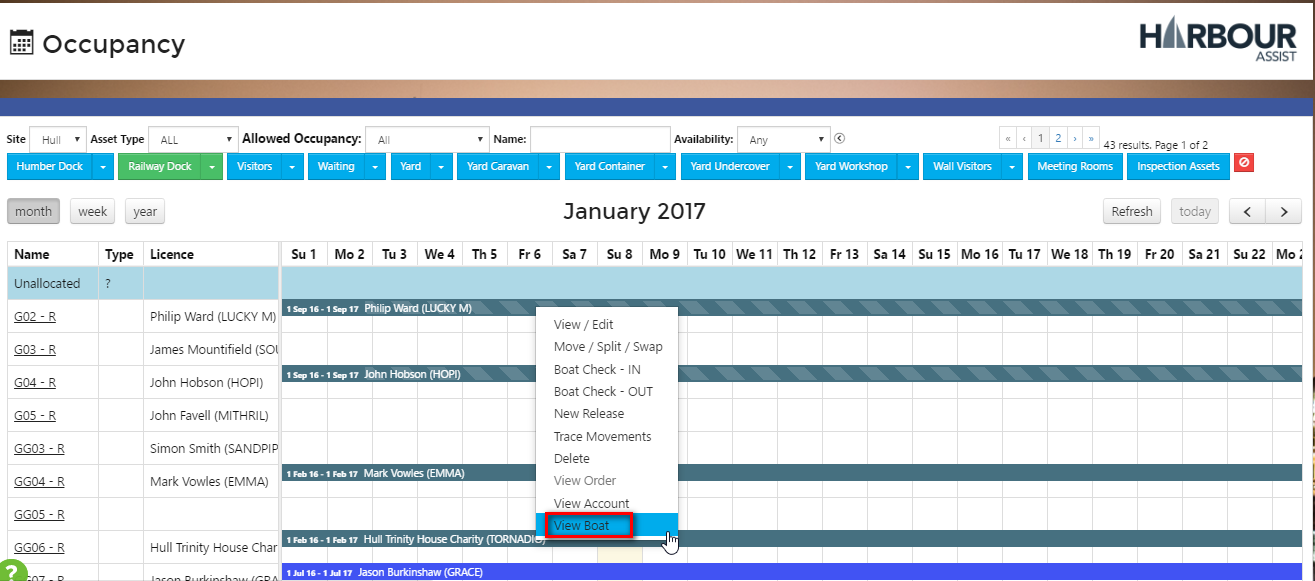 Occupancy
HARBOUR
ASSIST
Site Hull Asset Type ALL Allowed Occupancy: All Name: Availability: Any « ‹ 1 2 › » 43 results. Page 1 of 2
Humber Dock Railway Dock Visitors Waiting Yard Yard Caravan Yard Container Yard Undercover Yard Workshop Wall Visitors Meeting Rooms Inspection Assets
month week year January 2017 Refresh today < >
Name Type Licence Su 1 Mo 2 Tu 3 We 4 Th 5 Fr 6 Sa 7 Su 8 Mo 9 Tu 10 We 11 Th 12 Fr 13 Sa 14 Su 15 Mo 16 Tu 17 We 18 Th 19 Fr 20 Sa 21 Su 22 Mo
Unallocated ?
G02 - R Philip Ward (LUCKY M) 1 Sep 16 - 1 Sep 17 Philip Ward (LUCKY M)
G03 - R James Mountifield (SOU
G04 - R John Hobson (HOPI) 1 Sep 16 - 1 Sep 17 John Hobson (HOPI)
G05 - R John Favell (MITHRIL)
GG03 - R Simon Smith (SANDPIP
GG04 - R Mark Vowles (EMMA) 1 Feb 16 - 1 Feb 17 Mark Vowles (EMMA)
GG05 - R
GG06 - R Hull Trinity House Char 1 Feb 16 - 1 Feb 17 Hull Trinity House Charity (TORNADIC)
G07 - R Jason Burkinshaw (GRA 1 Jul 16 - 1 Jul 17 Jason Burkinshaw (GRACE)
View / Edit
Move / Split / Swap
Boat Check - IN
Boat Check - OUT
New Release
Trace Movements
Delete
View Order
View Account
View Boat
?